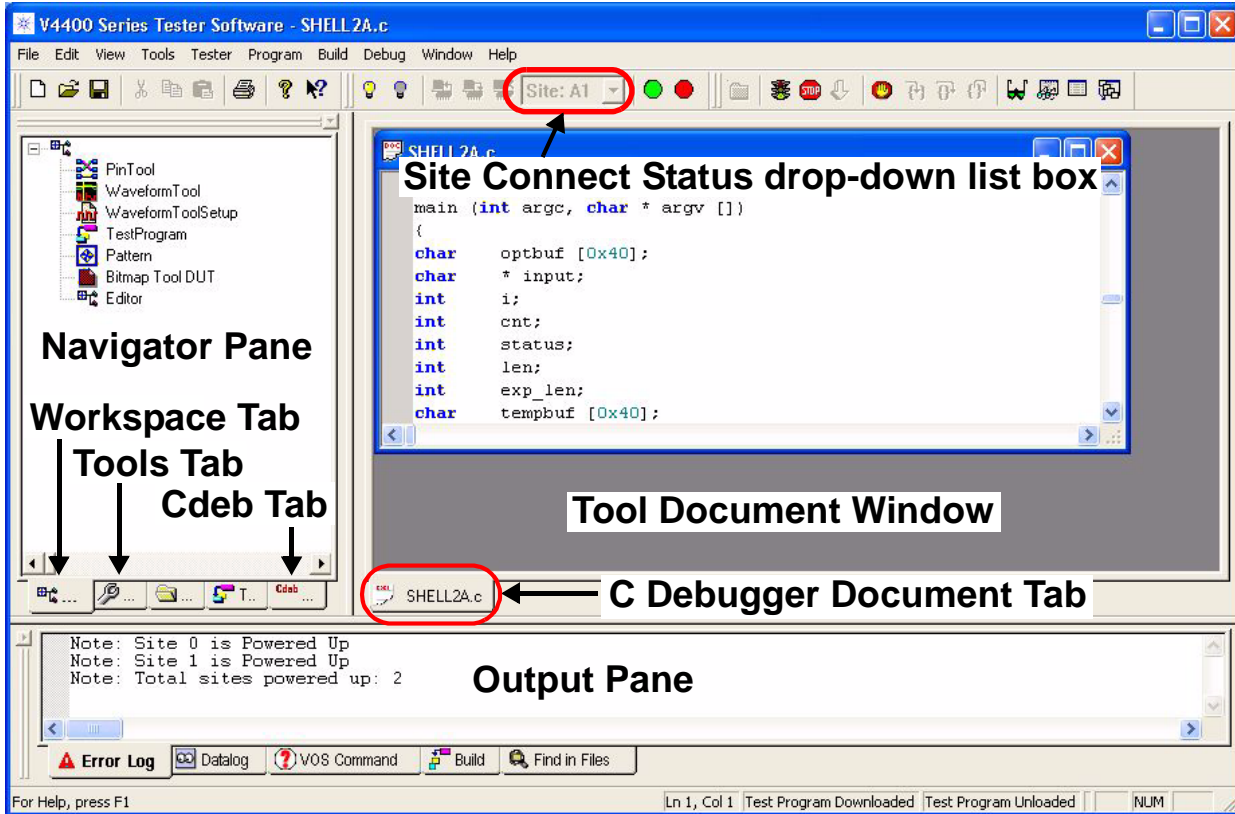 V4400 Series Tester Software - SHELL2A.c
File Edit View Tools Tester Program Build Debug Window Help
Site: A1
STOP
PinTool
WaveformTool
WaveformToolSetup
TestProgram
Pattern
Bitmap Tool DUT
Editor
Navigator Pane
Workspace Tab
Tools Tab
Cdeb Tab
... ... ... T.. Cdeb ...
SHELL2A.c
Site Connect Status drop-down list box
main (int argc, char * argv [])
{
char optbuf [0x40];
char * input;
int i;
int cnt;
int status;
int len;
int exp_len;
char tempbuf [0x40];
Tool Document Window
SHELL2A.c
C Debugger Document Tab
Note: Site 0 is Powered Up
Note: Site 1 is Powered Up
Note: Total sites powered up: 2
Output Pane
Error Log Datalog VOS Command Build Find in Files
For Help, press F1 Ln 1, Col 1 Test Program Downloaded Test Program Unloaded NUM